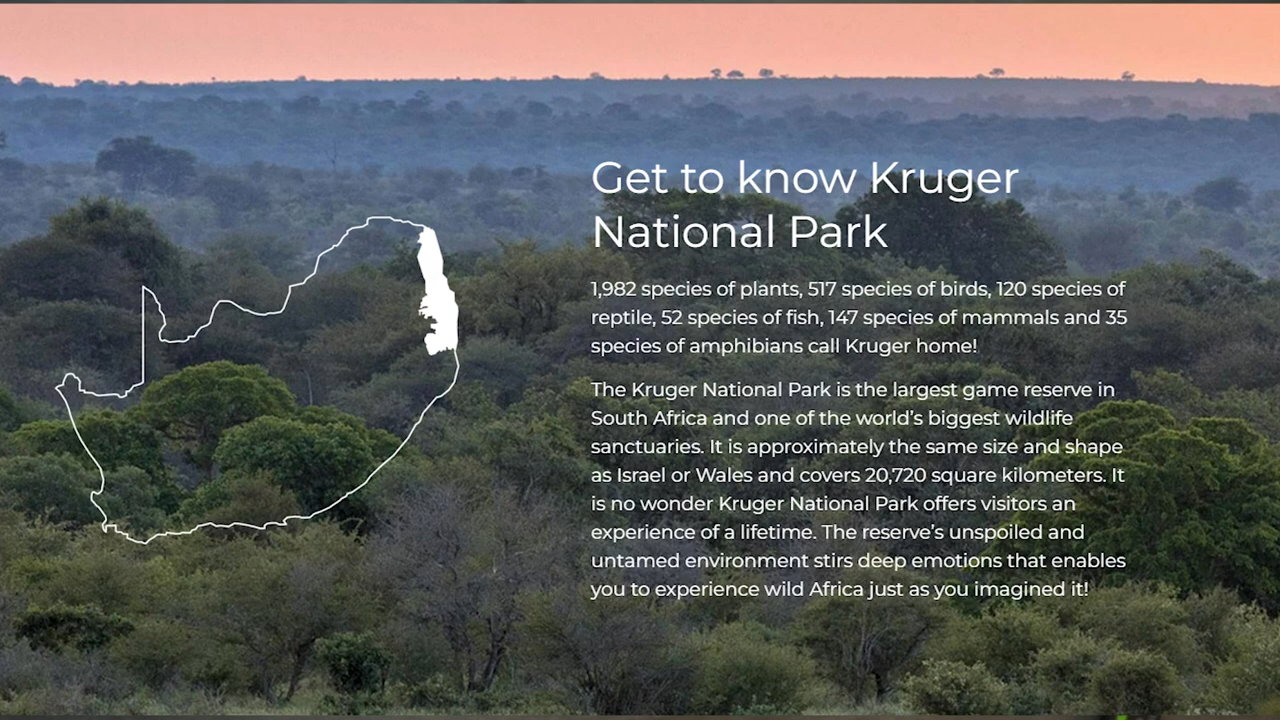 Get to know Kruger
National Park
1,982 species of plants, 517 species of birds, 120 species of
reptile, 52 species of fish, 147 species of mammals and 35
species of amphibians call Kruger home!
The Kruger National Park is the largest game reserve in
South Africa and one of the world’s biggest wildlife
sanctuaries. It is approximately the same size and shape
as Israel or Wales and covers 20,720 square kilometers. It
is no wonder Kruger National Park offers visitors an
experience of a lifetime. The reserve’s unspoiled and
untamed environment stirs deep emotions that enables
you to experience wild Africa just as you imagined it!